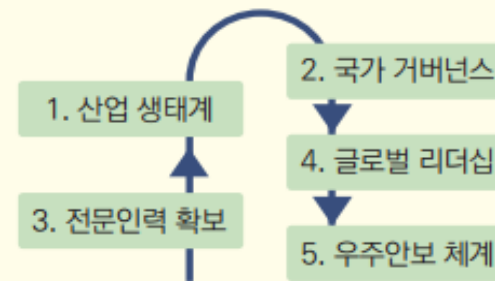 1. 산업 생태계
2. 국가 거버넌스
3. 전문인력 확보
4. 글로벌 리더십
5. 우주안보 체계